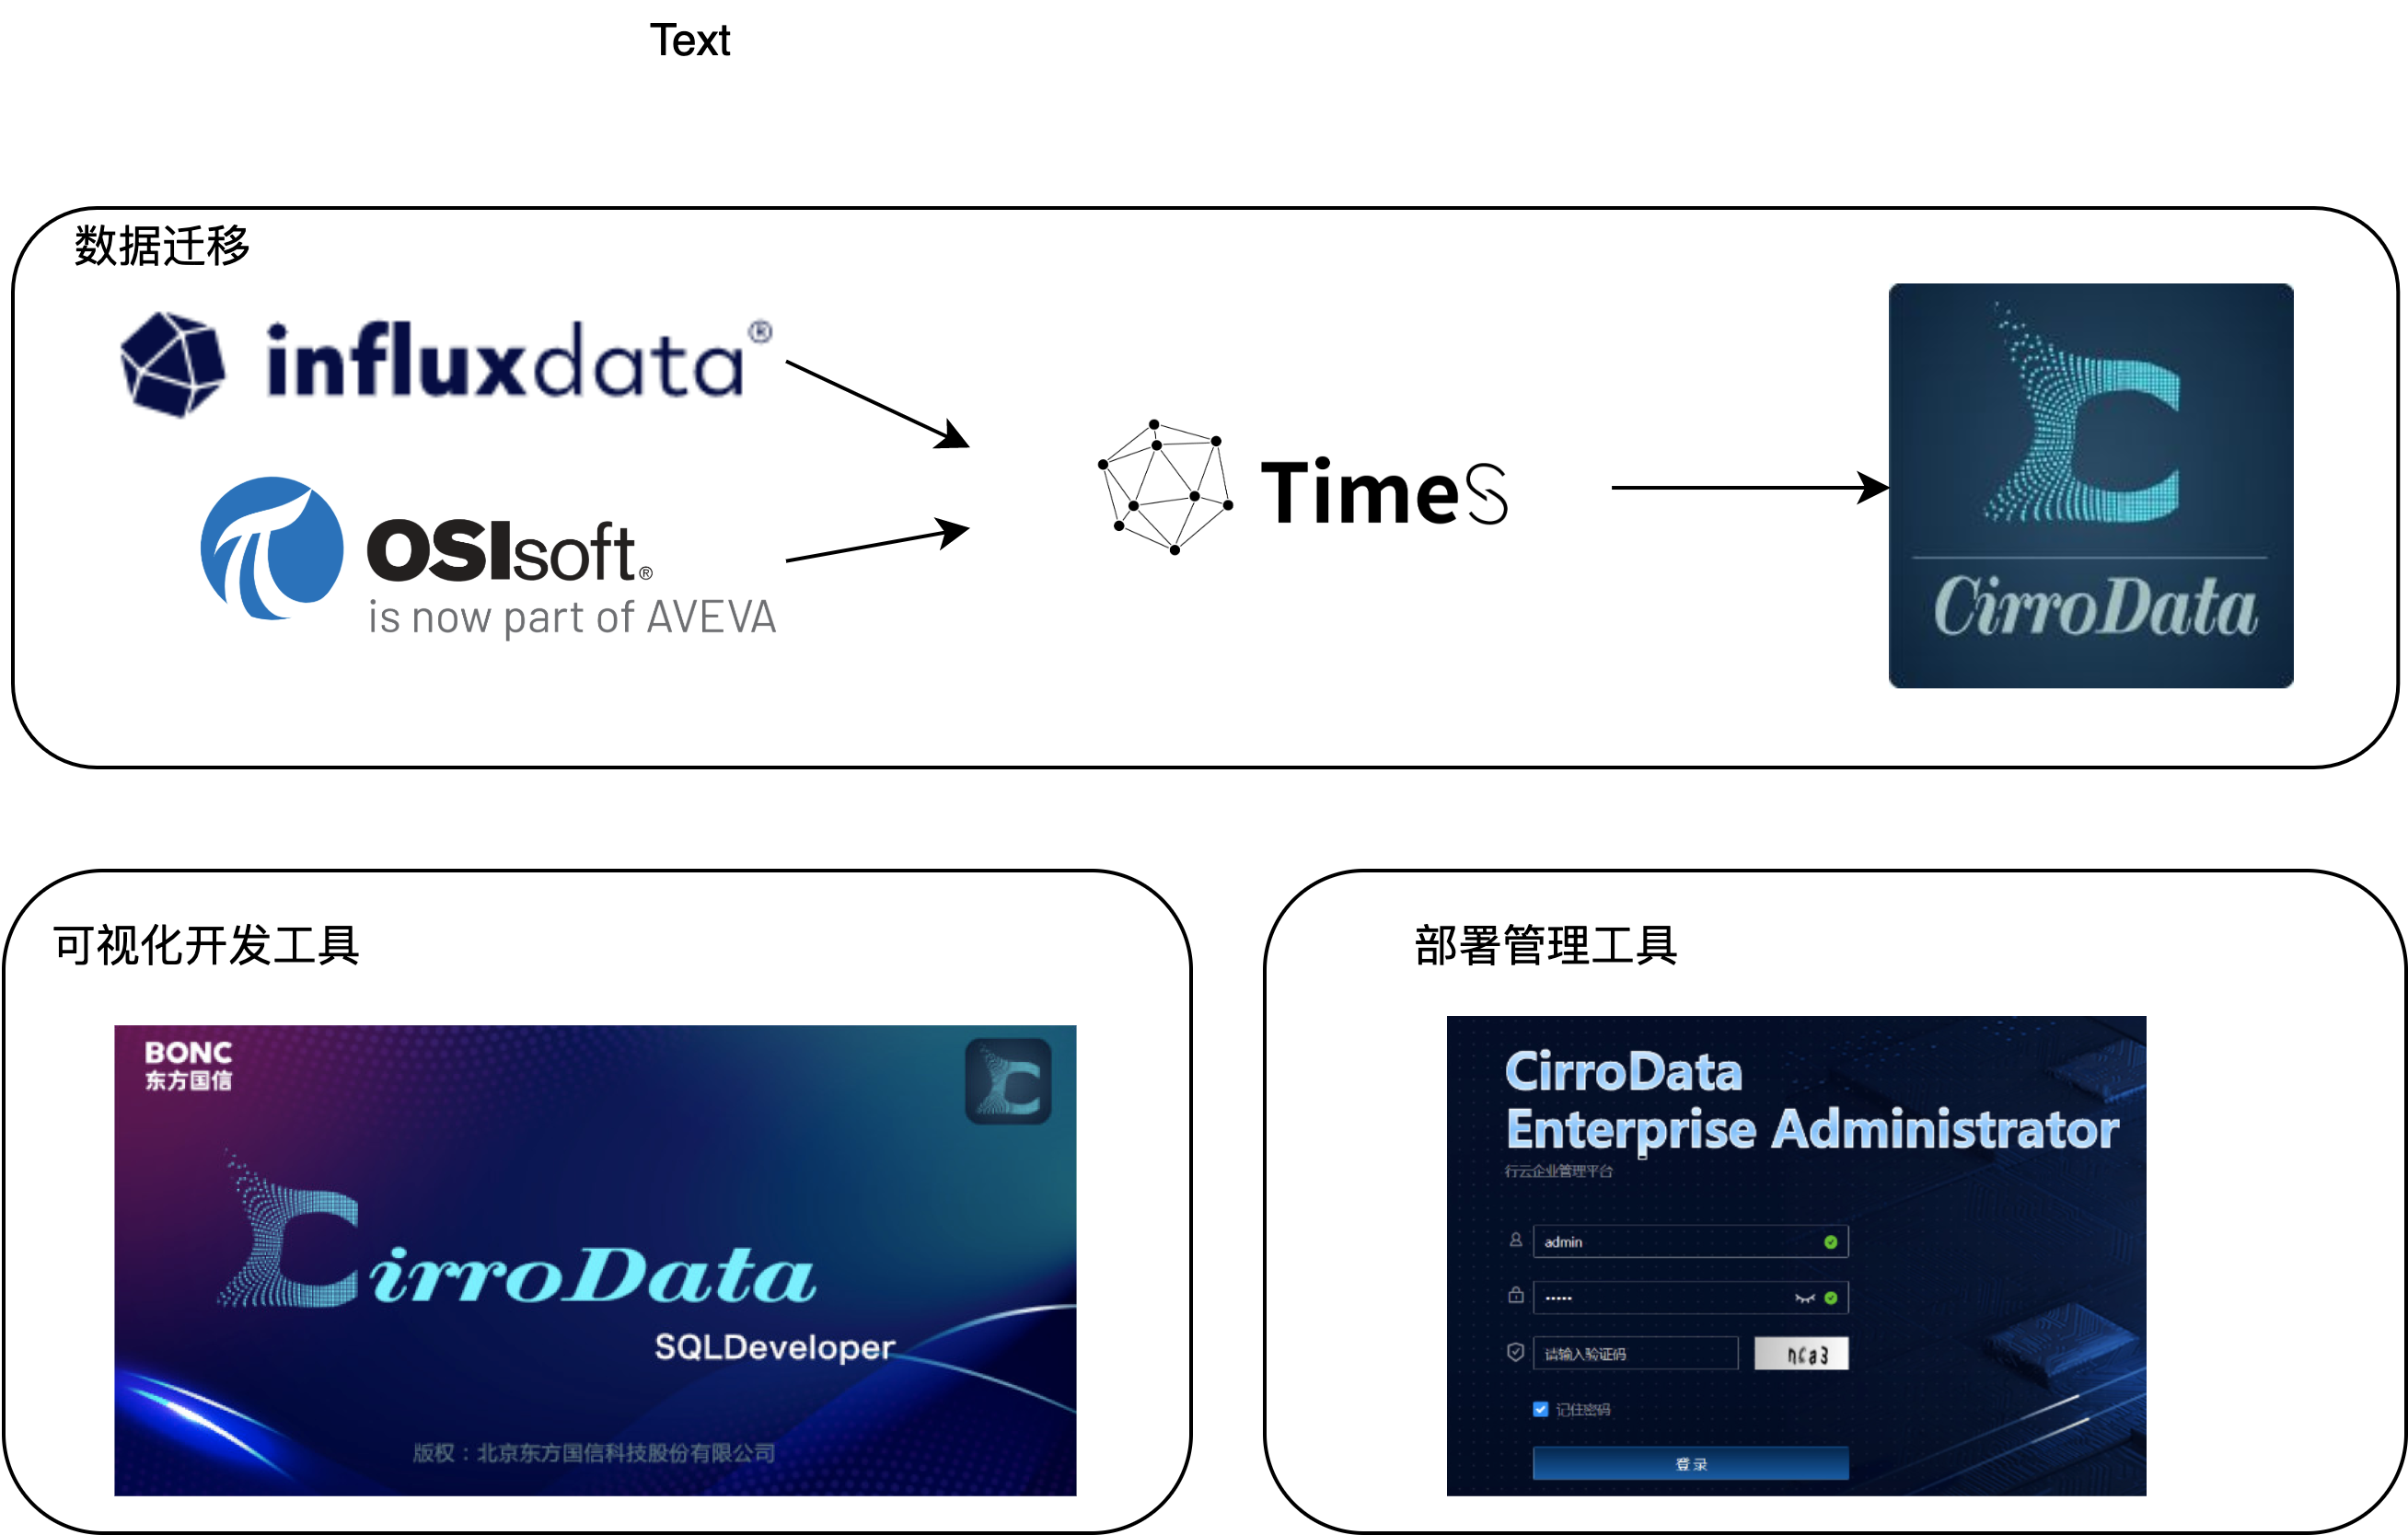 Text
数据迁移
influxdata®
OSIsoft®
is now part of AVEVA
TimeS
CirroData
可视化开发工具
BONC
东方国信
CirroData
SQLDeveloper
版权：北京东方国信科技股份有限公司
部署管理工具
CirroData
Enterprise Administrator
行云企业管理平台
admin
•••••
请输入验证码
nca3
记住密码
登录